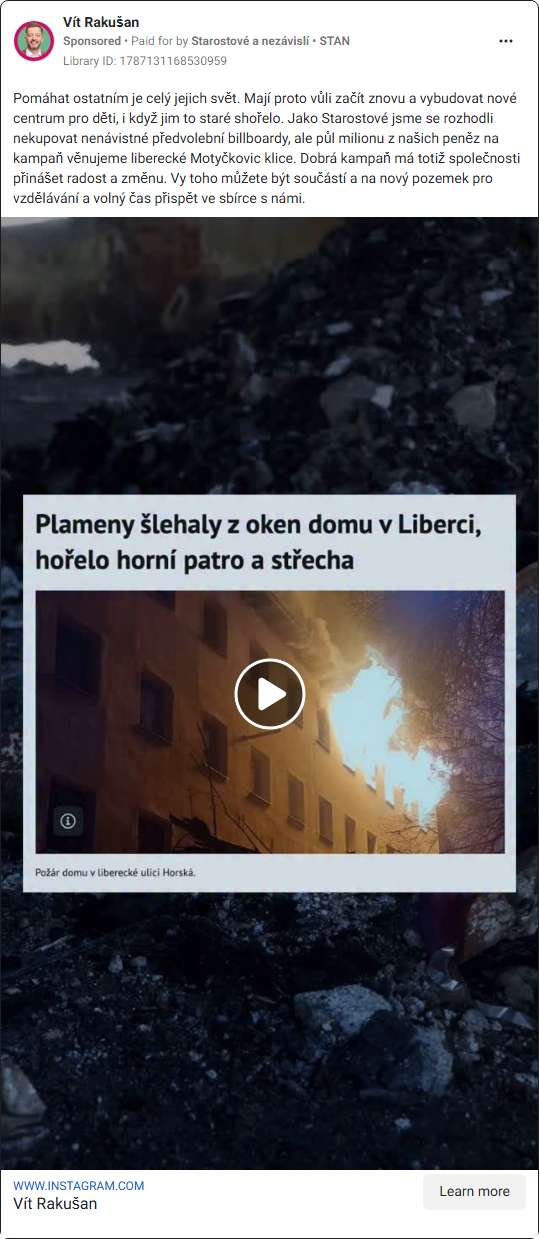 Vít Rakušan
Sponsored • Paid for by Starostové a nezávislí • STAN
Library ID: 1787131168530959
Pomáhat ostatním je celý jejich svět. Mají proto vůli začít znovu a vybudovat nové
centrum pro děti, i když jim to staré shořelo. Jako Starostové jsme se rozhodli
nekupovat nenávistné předvolební billboardy, ale půl milionu z našich peněz na
kampaň věnujeme liberecké Motyčkovic klice. Dobrá kampaň má totiž společnosti
přinášet radost a změnu. Vy toho můžete být součástí a na nový pozemek pro
vzdělávání a volný čas přispět ve sbírce s námi.
Plameny šlehaly z oken domu v Liberci,
hořelo horní patro a střecha
Požár domu v liberecké ulici Horská.
WWW.INSTAGRAM.COM
Vít Rakušan
Learn more